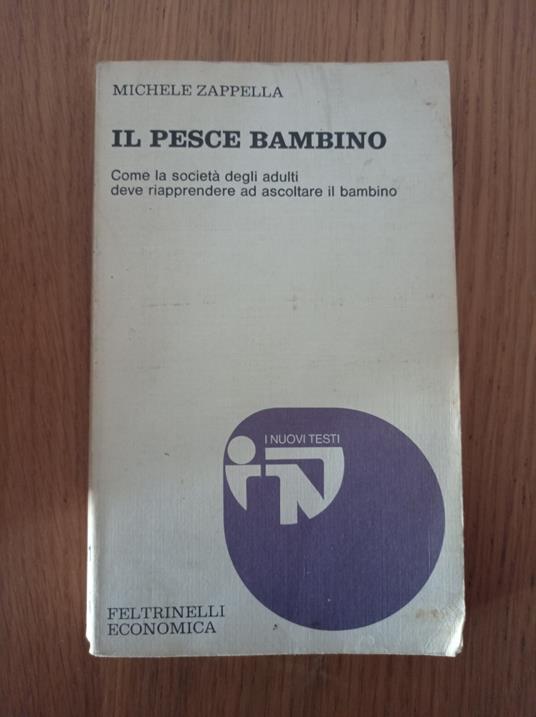 MICHELE ZAPPELLA
IL PESCE BAMBINO
Come la società degli adulti
deve riapprendere ad ascoltare il bambino
I NUOVI TESTI
FELTRINELLI
ECONOMICA